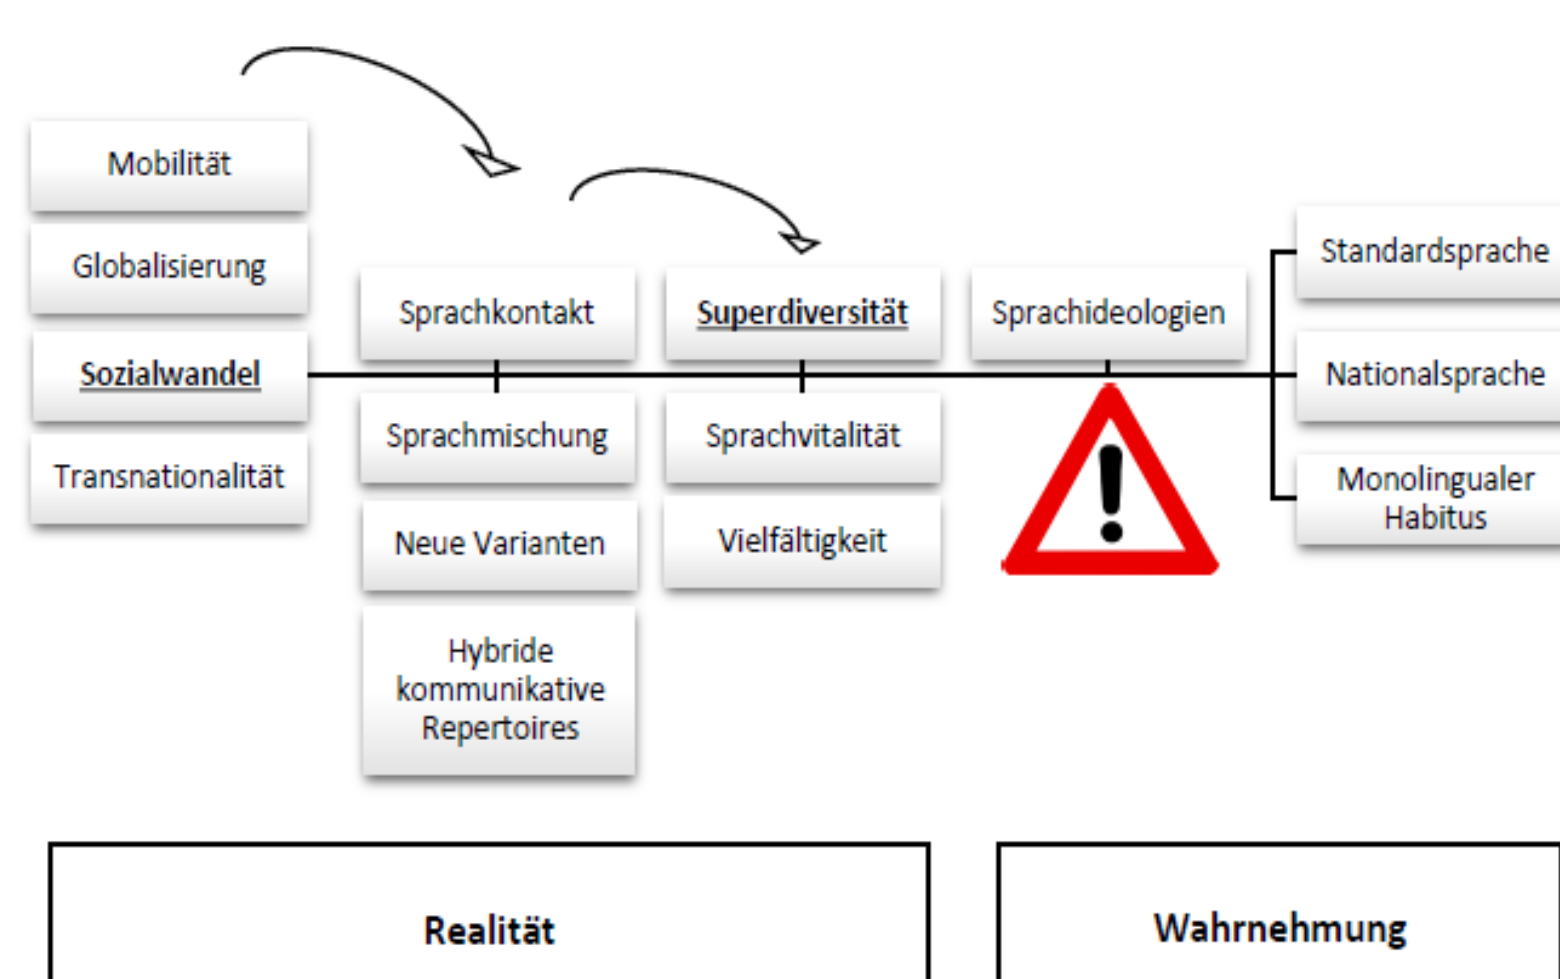 Mobilität
Globalisierung
Sozialwandel
Transnationalität
Sprachkontakt
Sprachmischung
Neue Varianten
Hybride
kommunikative
Repertoires
Superdiversität
Sprachvitalität
Vielfältigkeit
Sprachideologien
Standardsprache
Nationalsprache
Monolingualer
Habitus
Realität
Wahrnehmung